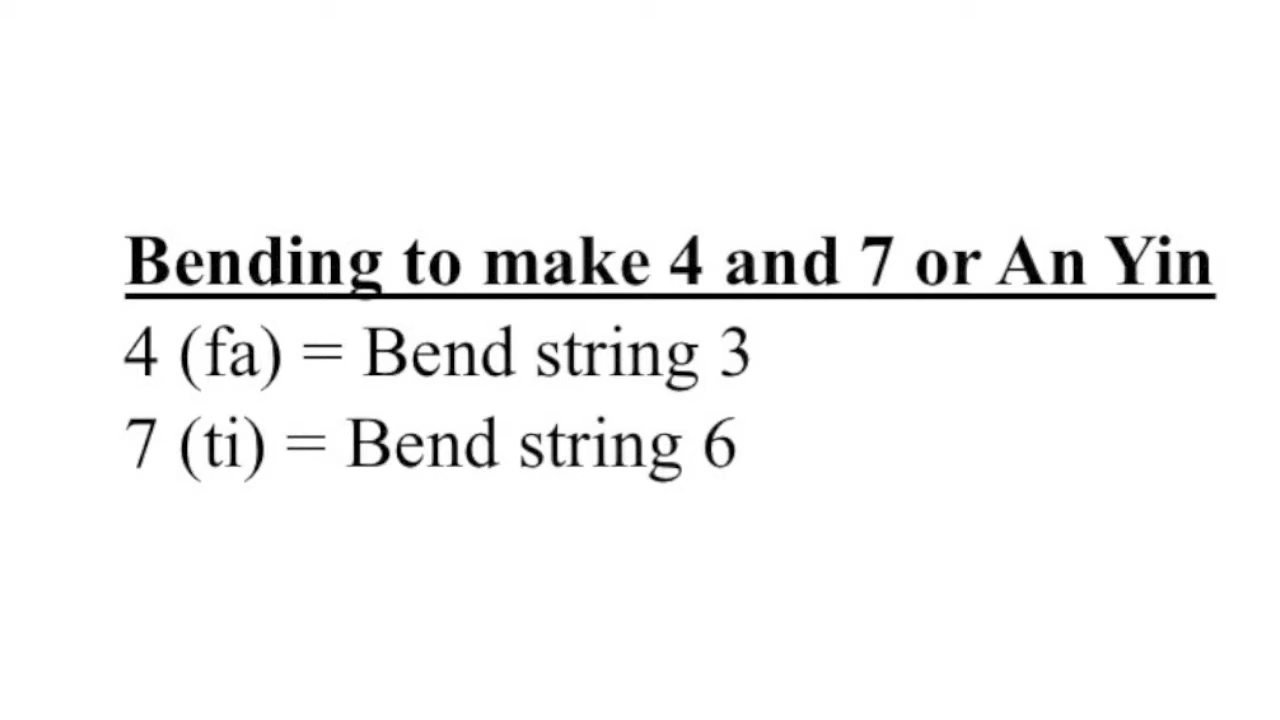 Bending to make 4 and 7 or An Yin
4 (fa) = Bend string 3
7 (ti) = Bend string 6